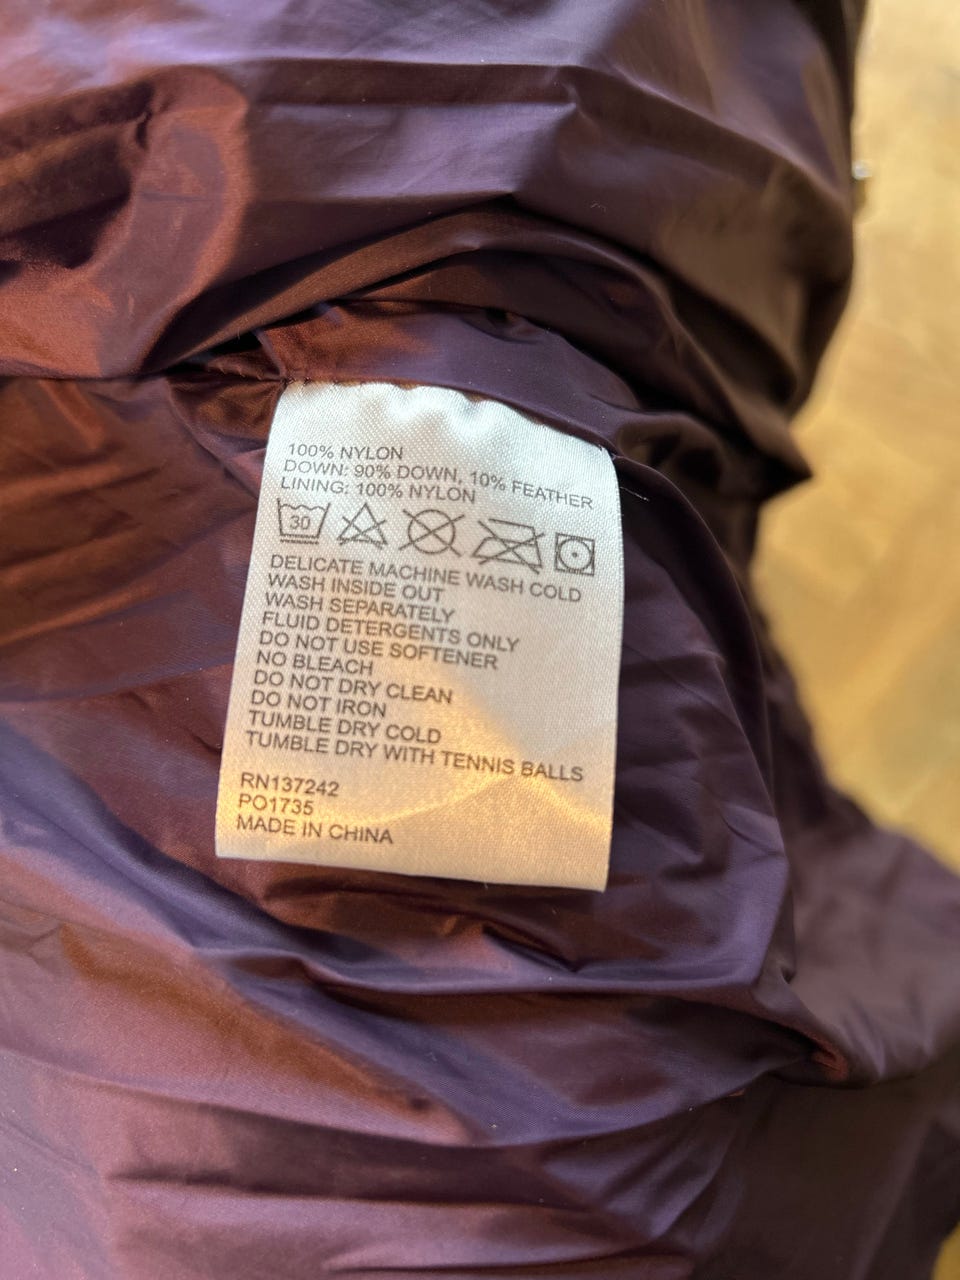 100% NYLON
DOWN: 90% DOWN, 10% FEATHER
LINING: 100% NYLON
30
DELICATE MACHINE WASH COLD
WASH INSIDE OUT
WASH SEPARATELY
FLUID DETERGENTS ONLY
DO NOT USE SOFTENER
NO BLEACH
DO NOT DRY CLEAN
DO NOT IRON
TUMBLE DRY COLD
TUMBLE DRY WITH TENNIS BALLS
RN137242
PO1735
MADE IN CHINA